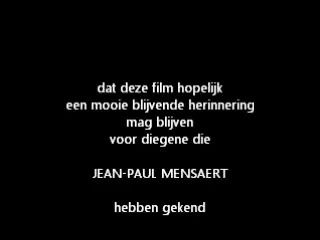 dat deze film hopelijk
een mooie blijvende herinnering
mag blijven
voor diegene die
JEAN-PAUL MENSAERT
hebben gekend